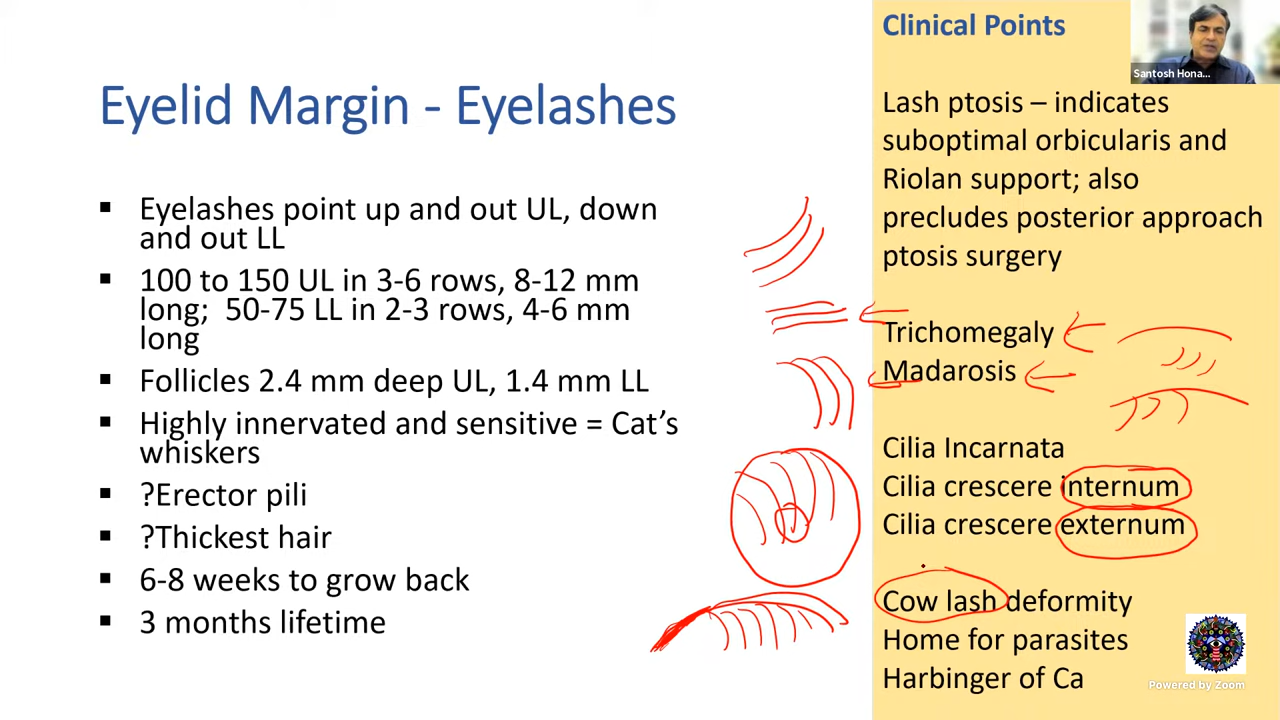 Eyelid Margin - Eyelashes
▪ Eyelashes point up and out UL, down
and out LL
▪ 100 to 150 UL in 3-6 rows, 8-12 mm
long; 50-75 LL in 2-3 rows, 4-6 mm
long
▪ Follicles 2.4 mm deep UL, 1.4 mm LL
▪ Highly innervated and sensitive = Cat’s
whiskers
▪ ?Erector pili
▪ ?Thickest hair
▪ 6-8 weeks to grow back
▪ 3 months lifetime
Clinical Points
Lash ptosis – indicates
suboptimal orbicularis and
Riolan support; also
precludes posterior approach
ptosis surgery
Trichomegaly
Madarosis
Cilia Incarnata
Cilia crescere internum
Cilia crescere externum
Cow lash deformity
Home for parasites
Harbinger of Ca
Santosh Hona...
Powered by Zoom